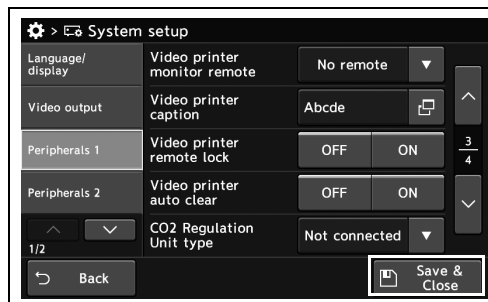 > System setup
Language/
display
Video output
Peripherals 1
Peripherals 2
1/2
Video printer
monitor remote
No remote
Video printer
caption
Abcde
Video printer
remote lock
OFF ON
Video printer
auto clear
OFF ON
CO2 Regulation
Unit type
Not connected
3
4
Back
Save &
Close